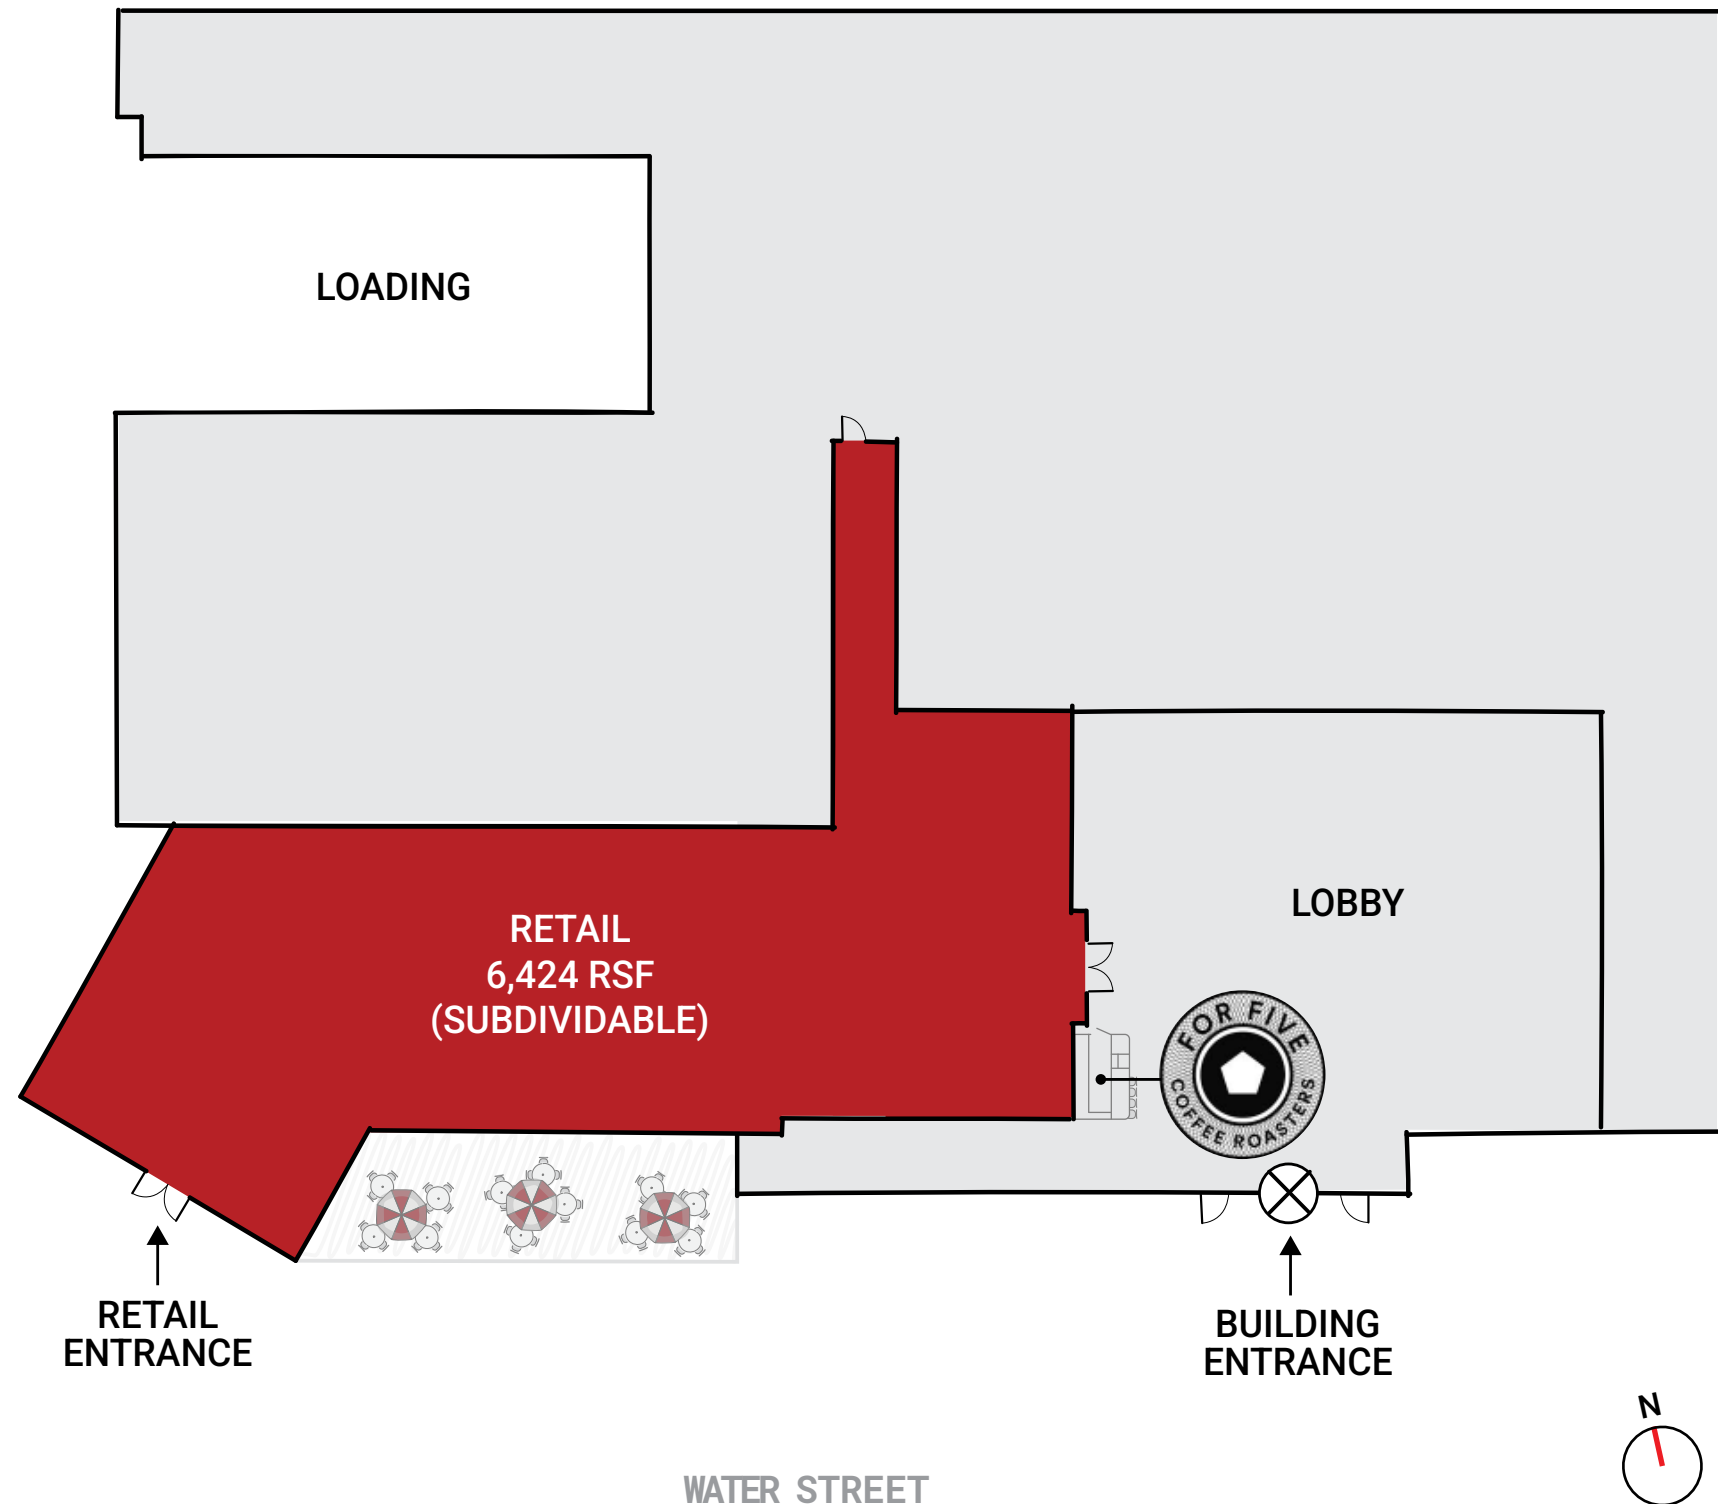 LOADING
RETAIL
6,424 RSF
(SUBDIVIDABLE)
LOBBY
FOR FIVE
COFFEE ROASTERS
RETAIL
ENTRANCE
BUILDING
ENTRANCE
N
WATER STREET